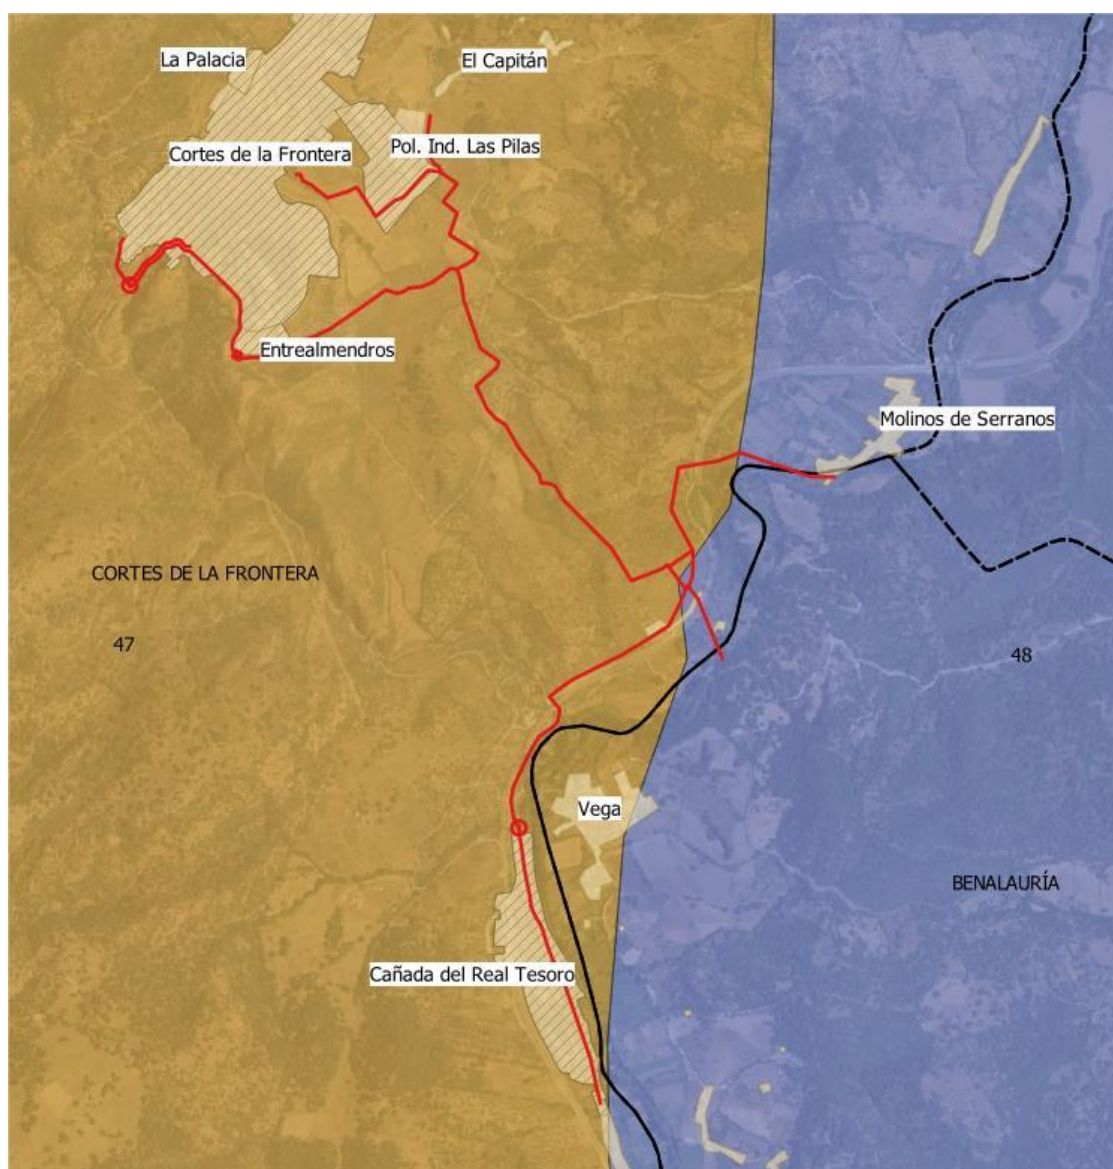 La Palacia
El Capitán
Pol. Ind. Las Pilas
Cortes de la Frontera
Entrealmendros
Molinos de Serranos
CORTES DE LA FRONTERA
47
48
Vega
BENALAURÍA
Cañada del Real Tesoro